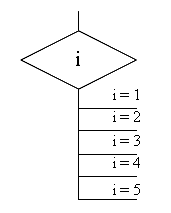 i
i = 1
i = 2
i = 3
i = 4
i = 5